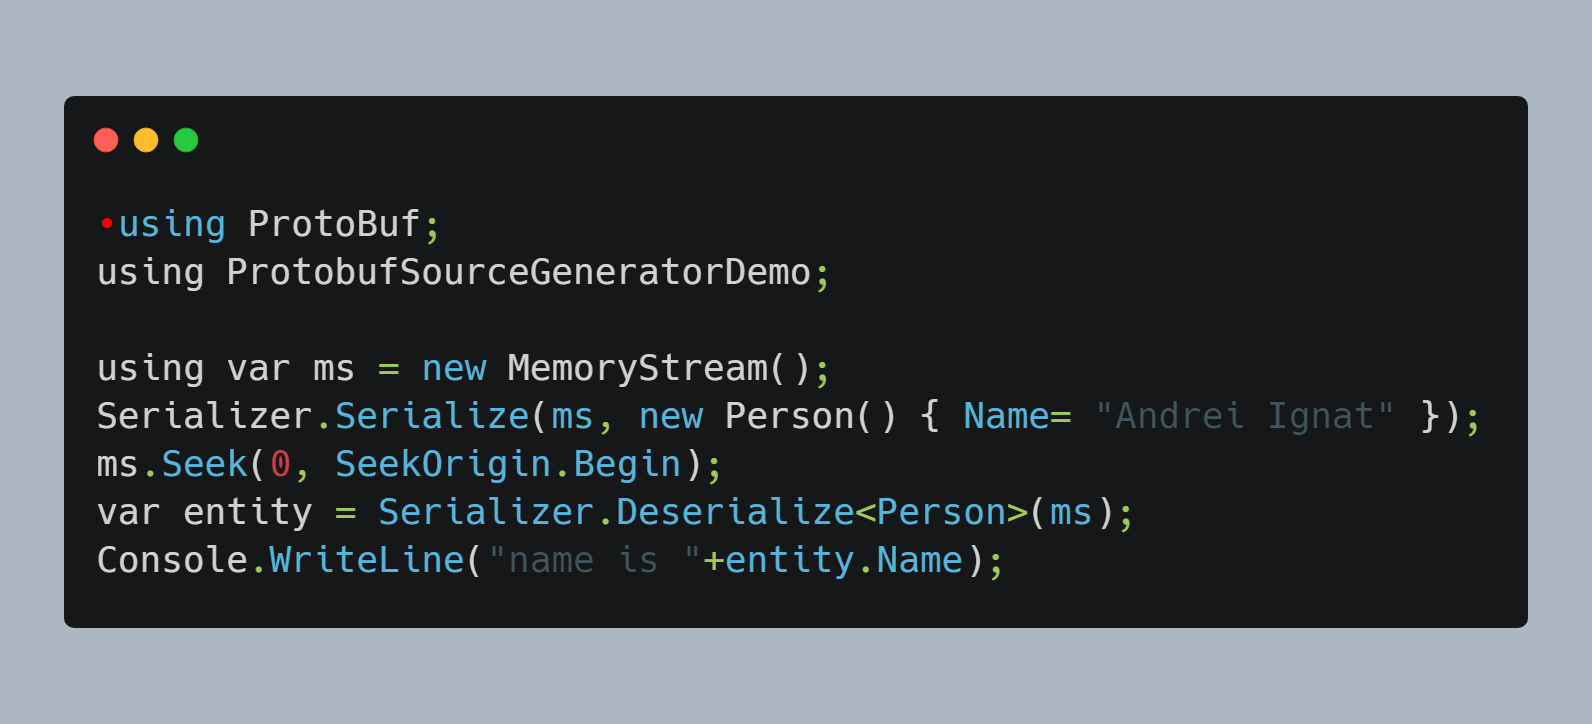 •using ProtoBuf;
using ProtobufSourceGeneratorDemo;
using var ms = new MemoryStream();
Serializer.Serialize(ms, new Person() { Name= "Andrei Ignat" });
ms.Seek(0, SeekOrigin.Begin);
var entity = Serializer.Deserialize<Person>(ms);
Console.WriteLine("name is "+entity.Name);